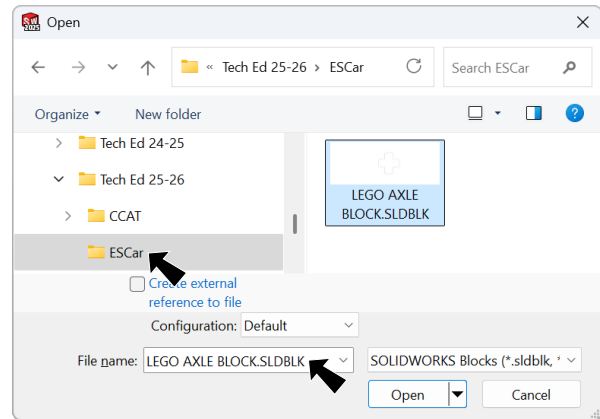 SW
2025
Open
« Tech Ed 25-26 > ESCar
Search ESCar
Organize
New folder
?
Tech Ed 24-25
Tech Ed 25-26
CCAT
ESCar
LEGO AXLE
BLOCK.SLDBLK
Create external
reference to file
Configuration: Default
File name: LEGO AXLE BLOCK.SLDBLK
SOLIDWORKS Blocks (*.sldblk, *
Open
Cancel